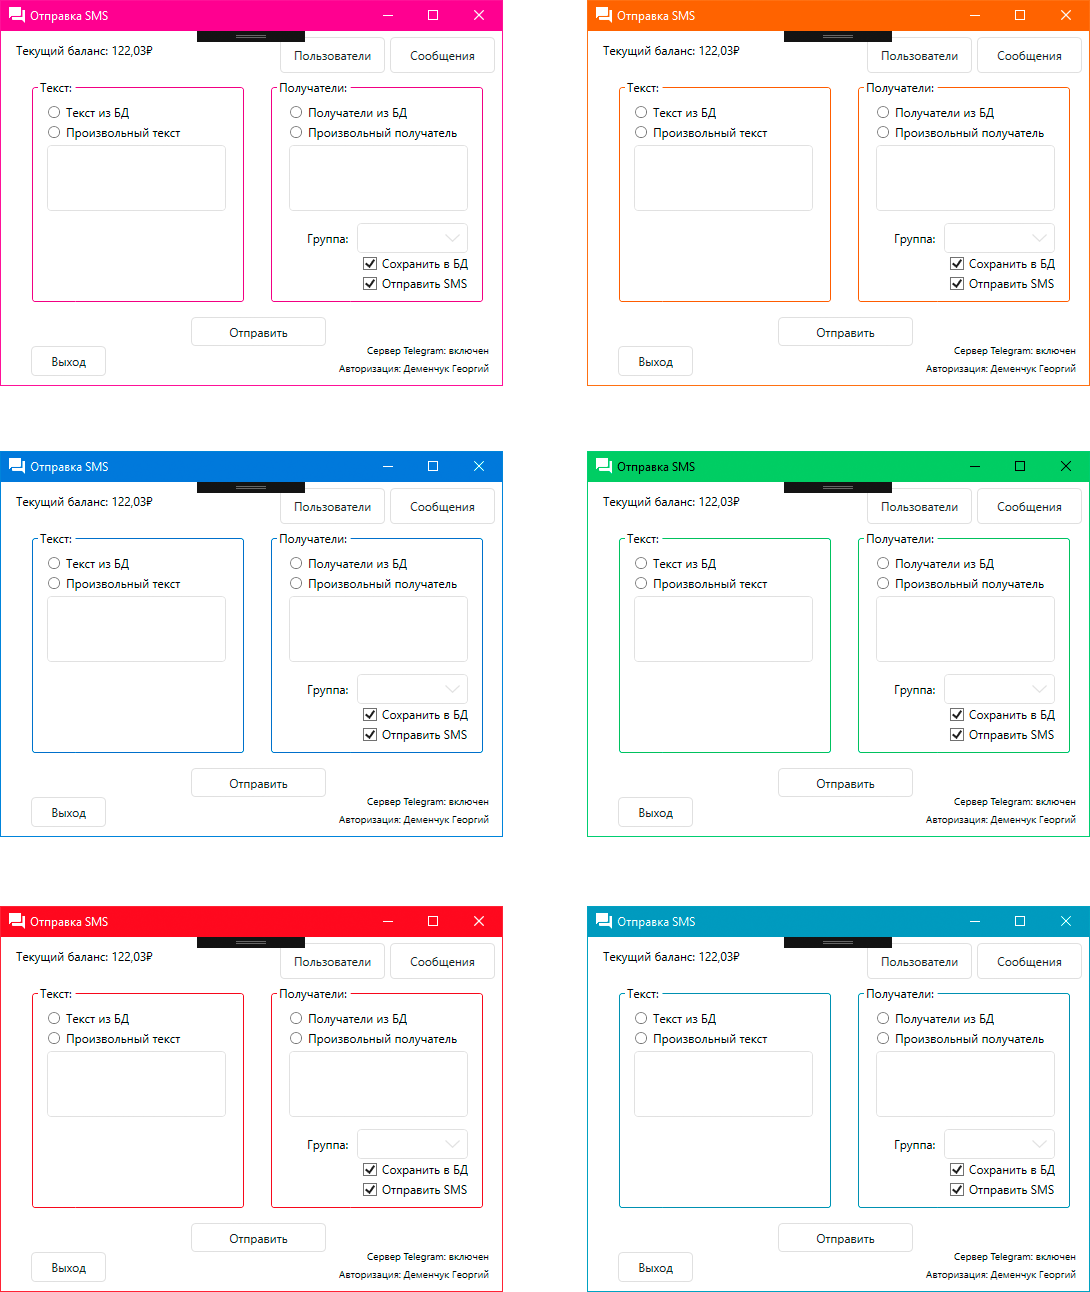 Отправка SMS
Текущий баланс: 122,03₽
Пользователи
Сообщения
Текст:
Текст из БД
Произвольный текст
Получатели:
Получатели из БД
Произвольный получатель
Группа:
Сохранить в БД
Отправить SMS
Отправить
Выход
Сервер Telegram: включен
Авторизация: Деменчук Георгий
Отправка SMS
Текущий баланс: 122,03₽
Пользователи
Сообщения
Текст:
Текст из БД
Произвольный текст
Получатели:
Получатели из БД
Произвольный получатель
Группа:
Сохранить в БД
Отправить SMS
Отправить
Выход
Сервер Telegram: включен
Авторизация: Деменчук Георгий
Отправка SMS
Текущий баланс: 122,03₽
Пользователи
Сообщения
Текст:
Текст из БД
Произвольный текст
Получатели:
Получатели из БД
Произвольный получатель
Группа:
Сохранить в БД
Отправить SMS
Отправить
Выход
Сервер Telegram: включен
Авторизация: Деменчук Георгий
Отправка SMS
Текущий баланс: 122,03₽
Пользователи
Сообщения
Текст:
Текст из БД
Произвольный текст
Получатели:
Получатели из БД
Произвольный получатель
Группа:
Сохранить в БД
Отправить SMS
Отправить
Выход
Сервер Telegram: включен
Авторизация: Деменчук Георгий
Отправка SMS
Текущий баланс: 122,03₽
Пользователи
Сообщения
Текст:
Текст из БД
Произвольный текст
Получатели:
Получатели из БД
Произвольный получатель
Группа:
Сохранить в БД
Отправить SMS
Отправить
Выход
Сервер Telegram: включен
Авторизация: Деменчук Георгий
Отправка SMS
Текущий баланс: 122,03₽
Пользователи
Сообщения
Текст:
Текст из БД
Произвольный текст
Получатели:
Получатели из БД
Произвольный получатель
Группа:
Сохранить в БД
Отправить SMS
Отправить
Выход
Сервер Telegram: включен
Авторизация: Деменчук Георгий